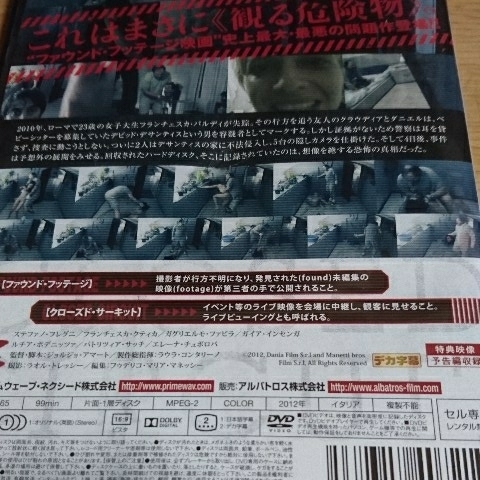 これはまさに《観る危険物》
"ファウンド・フッテージ映画"史上最大・最悪の問題作登場!!
2010年、ローマで23歳の女子大生フランチェスカ・バルディが失踪。その行方を追う友人のクラウディアとダニエルは、ベ
ビーシッターを募集していたデビッド・デサンティスという男を容疑者としてマークする。しかし証拠がないため警察は耳を貸
さず、捜査に動こうとしない。ついに2人はデサンティスの家に不法侵入し、5台の隠しカメラを仕掛けた。そして4日後、事件
は予想外の展開をみせる。回収されたハードディスク、そこに記録されていたのは、想像を絶する恐怖の真相だった。
【ファウンド・フッテージ】
撮影者が行方不明になり、発見された(found)未編集の
映像(footage)が第三者の手で公開されること。
【クローズド・サーキット】
イベント等のライブ映像を会場に中継し、観客に見せること。
ライブビューイングとも呼ばれる。
ステファノ・フレグニ／フランチェスカ・クティカ／ガブリエルモ・ファビラ／ガイア・インセンガ
ルチア・ボデニッツァ／パトリツィア・サッチ／エレーナ・チェポロバ
監督・脚本:ジョルジォ・アマート／製作総指揮:ラウラ・コンタリーノ
撮影:ラオル・トレッシー／編集:ファデリコ・マリア・マネッシー
©2012, Dania Film S.r.l and Manetti bros.
Film S.r.l. All Rights Reserved.
デカ字幕
特典映像
予告編収録
ムウェーブ・ネクシード株式会社 http://www.primewav.com
販売:アルバトロス株式会社 http://www.albatros-film.com
65 99min 片面・1層ディスク MPEG-2 COLOR 2012年 イタリア 複製不能
セル専
レンタル禁
1:オリジナル(英語)(Stereo)
16:9
ビスタ
DOLBY
DIGITAL
2
1:日本語字幕
2:デカ字幕
DVD
VIDEO